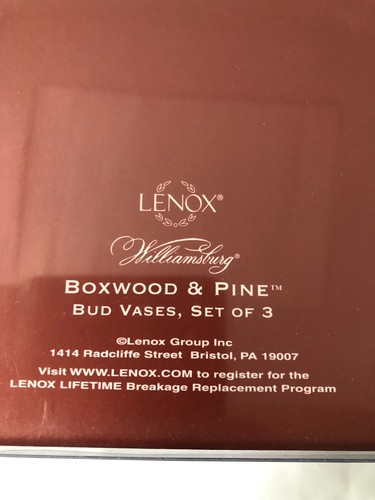 LENOX®
Williamsburg®
BOXWOOD & PINE™
BUD VASES, SET OF 3
©Lenox Group Inc
1414 Radcliffe Street Bristol, PA 19007
Visit WWW.LENOX.COM to register for the
LENOX LIFETIME Breakage Replacement Program